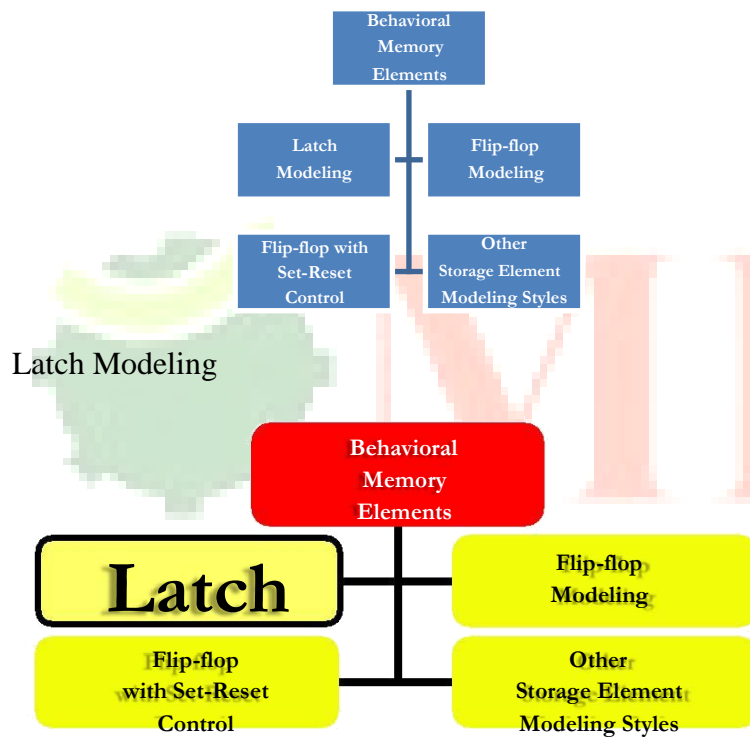 Behavioral
Memory
Elements
Latch
Modeling
Flip-flop
Modeling
Flip-flop with
Set-Reset
Control
Other
Storage Element
Modeling Styles
Latch Modeling
Behavioral
Memory
Elements
Latch
Flip-flop
Modeling
Flip-flop
with Set-Reset
Control
Other
Storage Element
Modeling Styles